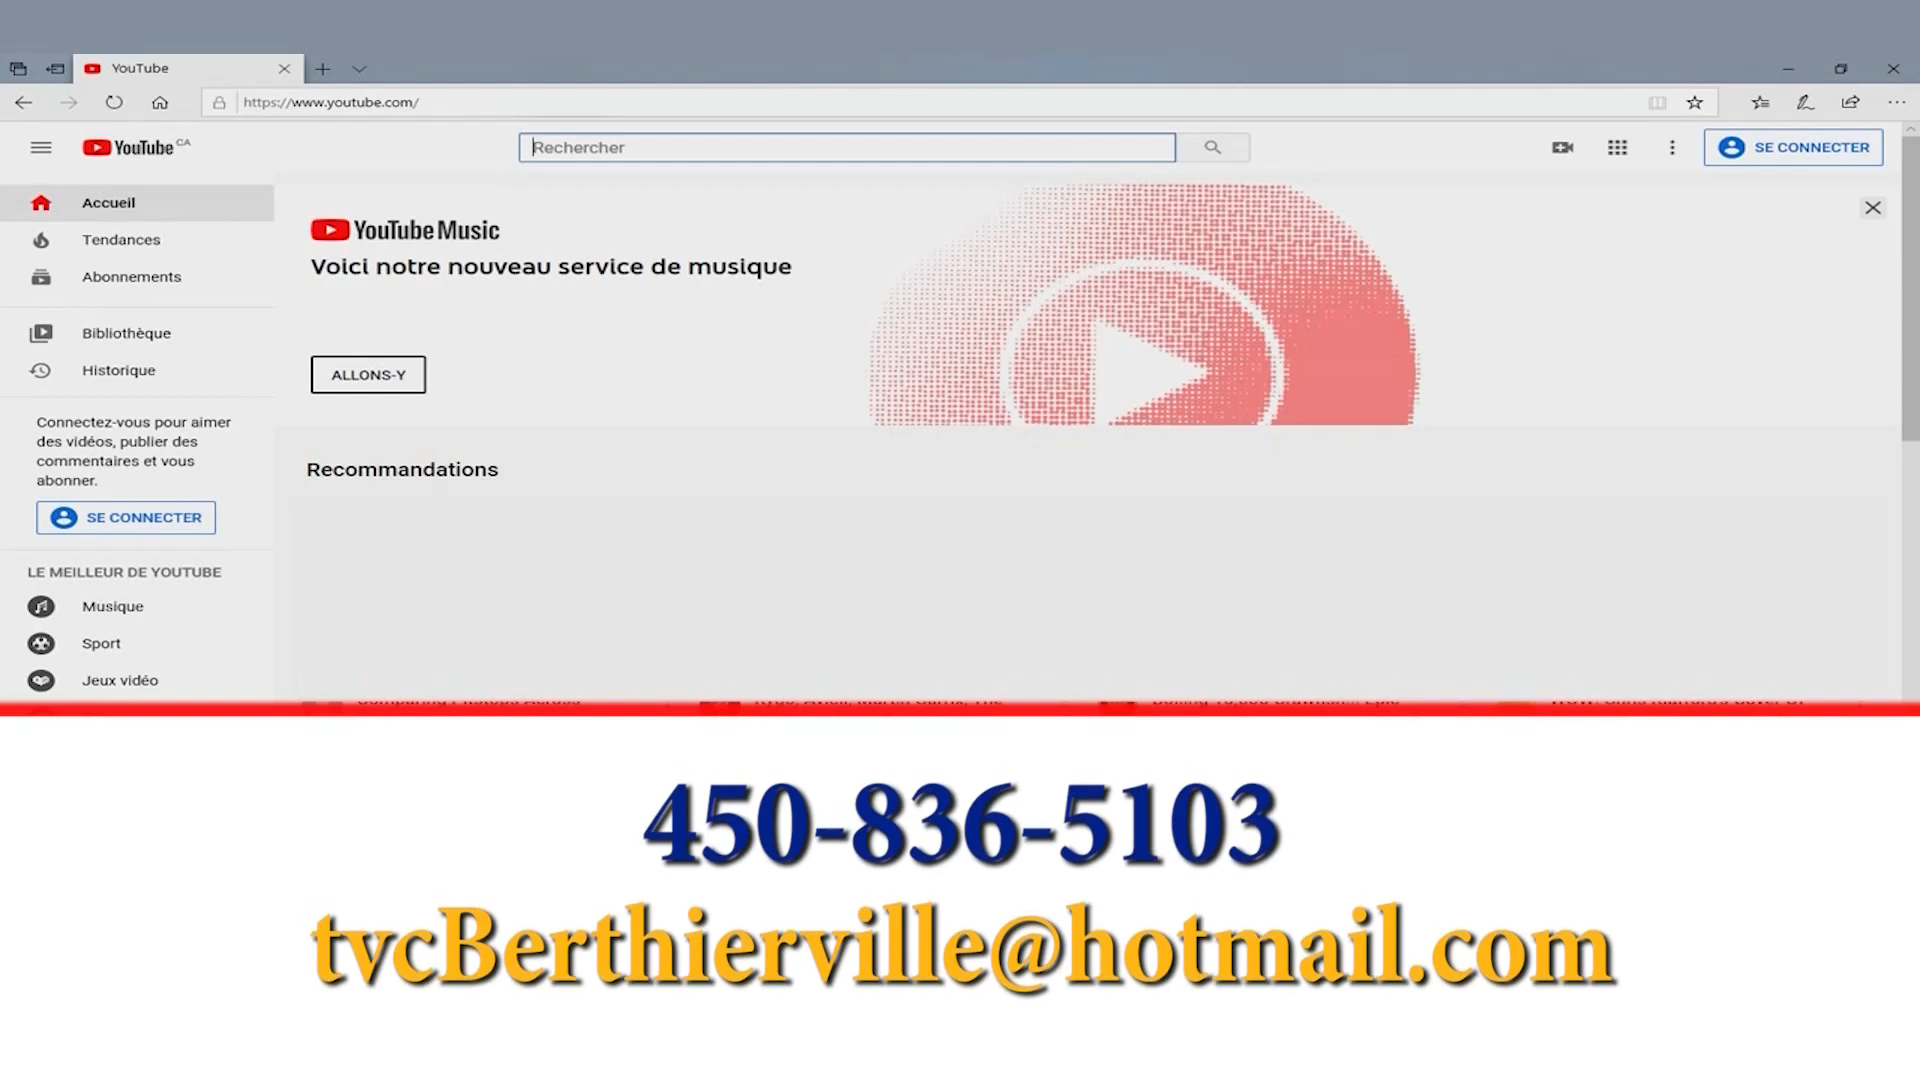 YouTube
https://www.youtube.com/
YouTube CA
Rechercher
SE CONNECTER
Accueil
Tendances
Abonnements
Bibliothèque
Historique
Connectez-vous pour aimer
des vidéos, publier des
commentaires et vous
abonner.
SE CONNECTER
LE MEILLEUR DE YOUTUBE
Musique
Sport
Jeux vidéo
YouTube Music
Voici notre nouveau service de musique
ALLONS-Y
Recommandations
450-836-5103
tvcBerthierville@hotmail.com